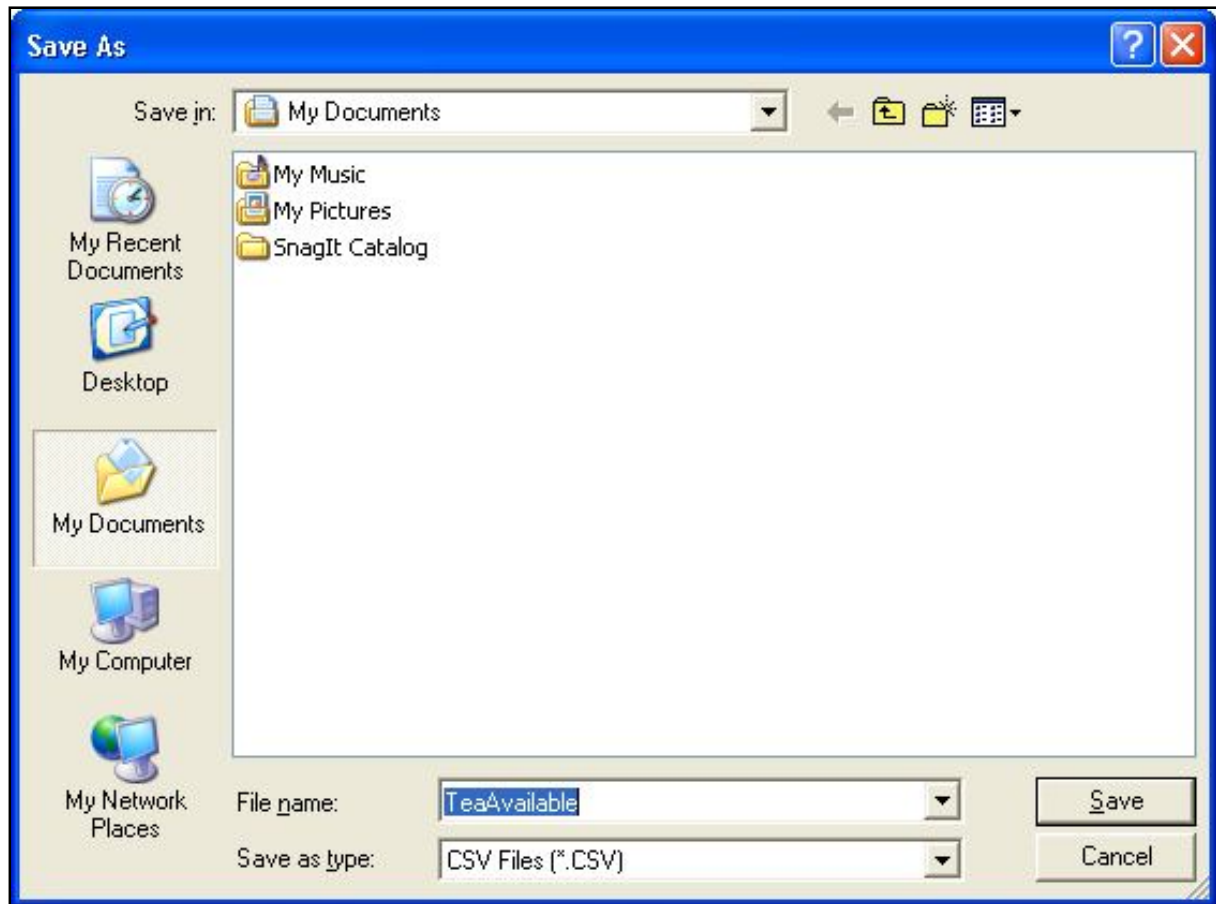 Save As
Save in:
My Documents
My Music
My Pictures
SnagIt Catalog
My Recent
Documents
Desktop
My Documents
My Computer
My Network
Places
File name:
TeaAvailable
Save
Save as type:
CSV Files (*.CSV)
Cancel